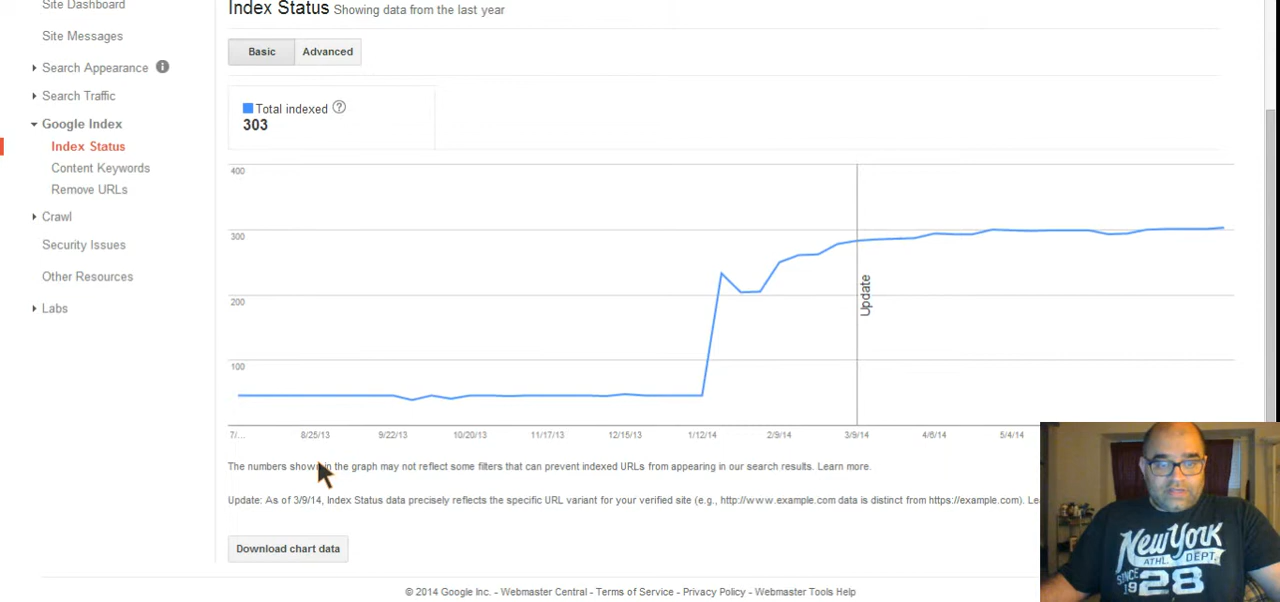 Site Dashboard
Site Messages
Search Appearance
Search Traffic
Google Index
Index Status
Content Keywords
Remove URLs
Crawl
Security Issues
Other Resources
Labs
Index Status Showing data from the last year
Basic Advanced
Total indexed ?
303
400
300
200
100
Update
7/... 8/25/13 9/22/13 10/20/13 11/17/13 12/15/13 1/12/14 2/9/14 3/9/14 4/6/14 5/4/14
The numbers shown in the graph may not reflect some filters that can prevent indexed URLs from appearing in our search results. Learn more.
Update: As of 3/9/14, Index Status data precisely reflects the specific URL variant for your verified site (e.g., http://www.example.com data is distinct from https://example.com).
Download chart data
© 2014 Google Inc. - Webmaster Central - Terms of Service - Privacy Policy - Webmaster Tools Help
NEW YORK
ATHL. DEPT.
SINCE 1928